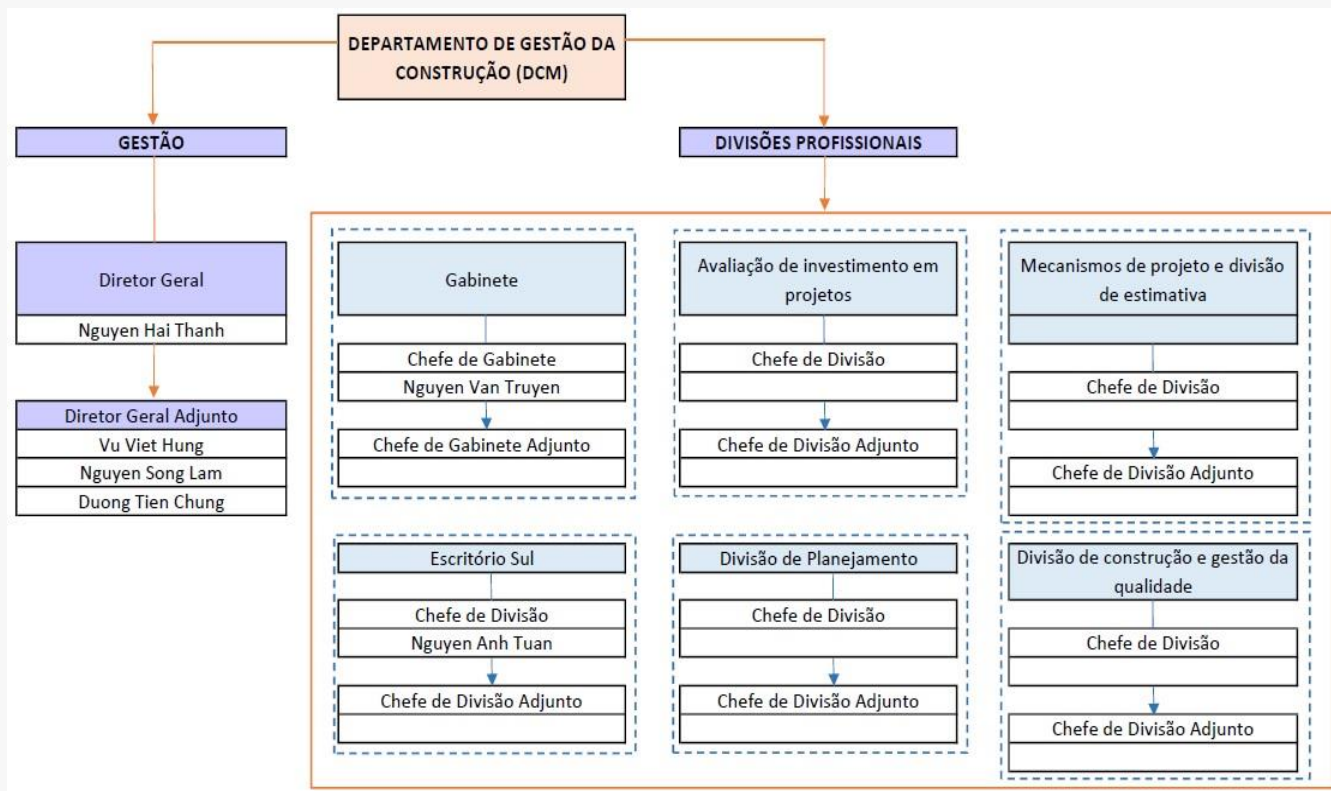 DEPARTAMENTO DE GESTÃO DA
CONSTRUÇÃO (DCM)
GESTÃO
DIVISÕES PROFISSIONAIS
Diretor Geral
Nguyen Hai Thanh
Diretor Geral Adjunto
Vu Viet Hung
Nguyen Song Lam
Duong Tien Chung
Gabinete
Chefe de Gabinete
Nguyen Van Truyen
Chefe de Gabinete Adjunto
Avaliação de investimento em
projetos
Chefe de Divisão
Chefe de Divisão Adjunto
Mecanismos de projeto e divisão
de estimativa
Chefe de Divisão
Chefe de Divisão Adjunto
Escritório Sul
Chefe de Divisão
Nguyen Anh Tuan
Chefe de Divisão Adjunto
Divisão de Planejamento
Chefe de Divisão
Chefe de Divisão Adjunto
Divisão de construção e gestão da
qualidade
Chefe de Divisão
Chefe de Divisão Adjunto